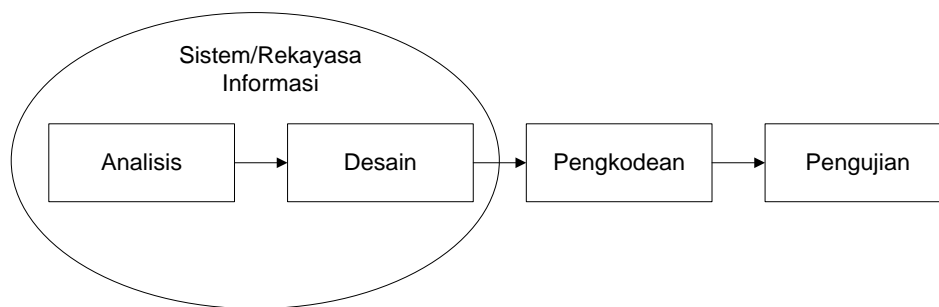 Sistem/Rekayasa
Informasi
Analisis
Desain
Pengkodean
Pengujian